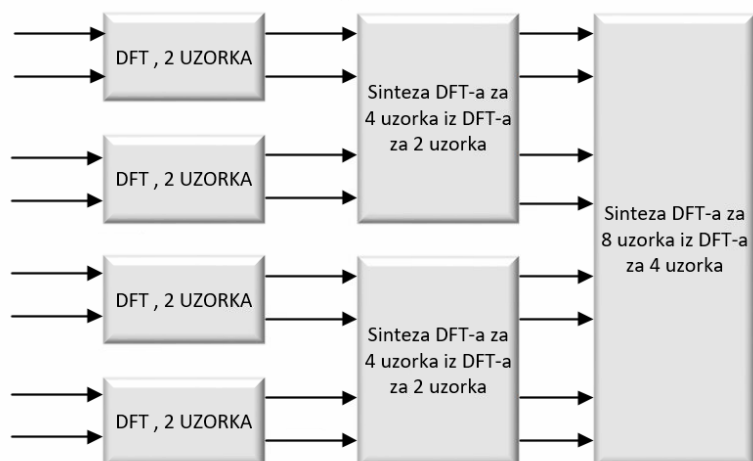 DFT , 2 UZORKA
DFT , 2 UZORKA
DFT , 2 UZORKA
DFT , 2 UZORKA
Sinteza DFT-a za
4 uzorka iz DFT-a
za 2 uzorka
Sinteza DFT-a za
4 uzorka iz DFT-a
za 2 uzorka
Sinteza DFT-a za
8 uzorka iz DFT-a
za 4 uzorka